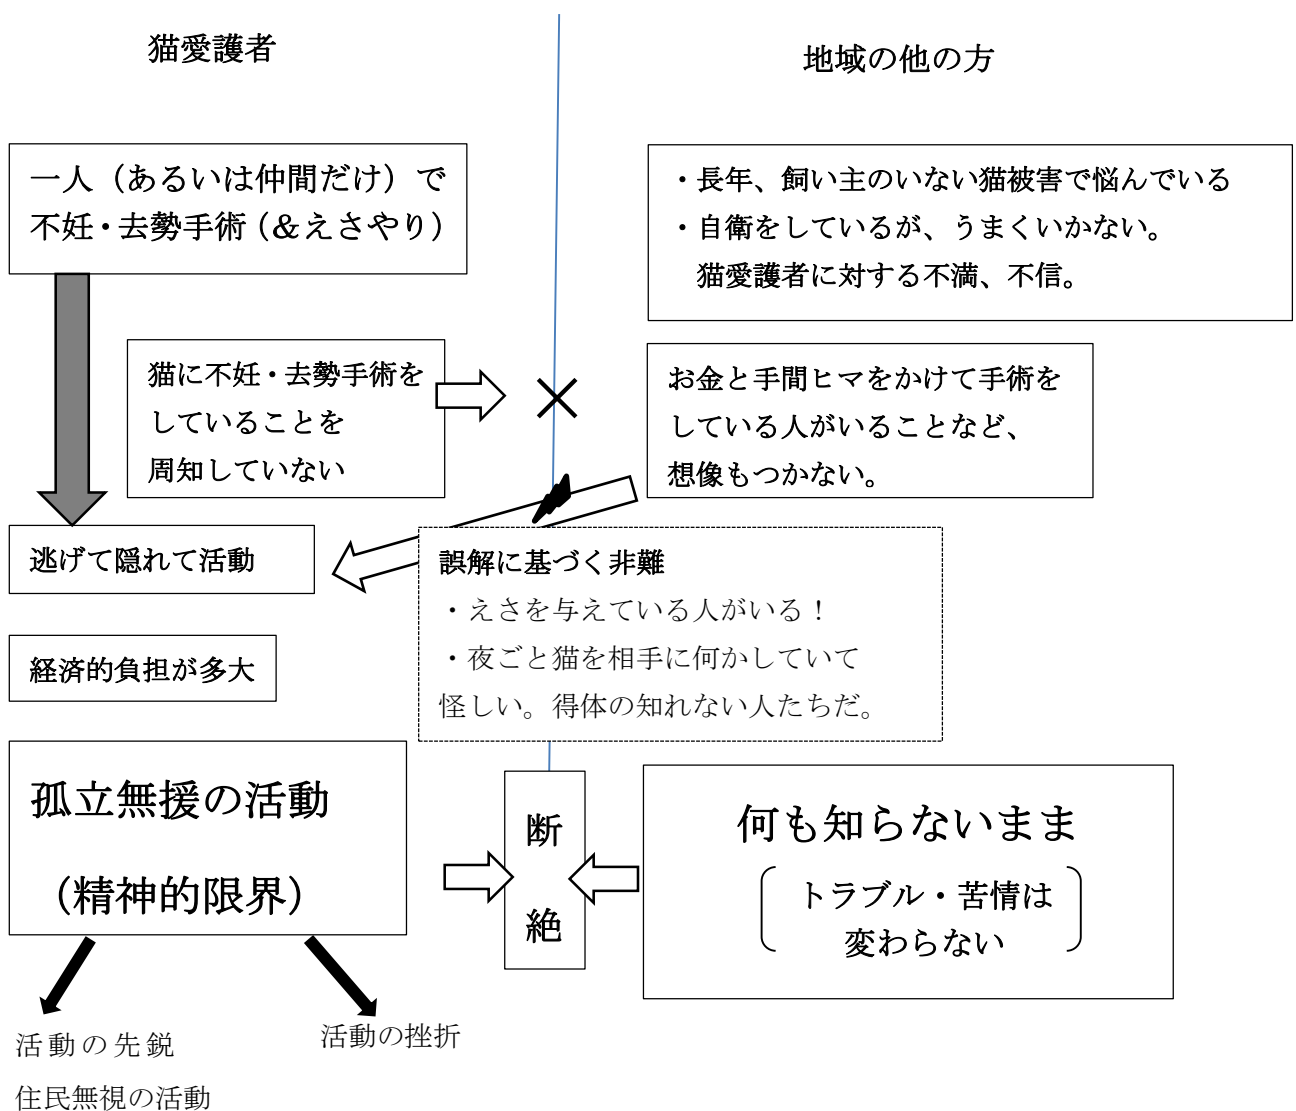 猫愛護者
地域の他の方
一人（あるいは仲間だけ）で
不妊・去勢手術（＆えさやり）
・長年、飼い主のいない猫被害で悩んでいる
・自衛をしているが、うまくいかない。
猫愛護者に対する不満、不信。
猫に不妊・去勢手術を
していることを
周知していない
お金と手間ヒマをかけて手術を
している人がいることなど、
想像もつかない。
逃げて隠れて活動
誤解に基づく非難
・えさを与えている人がいる！
・夜ごと猫を相手に何かしていて
怪しい。得体の知れない人たちだ。
経済的負担が多大
孤立無援の活動
（精神的限界）
断
絶
何も知らないまま
トラブル・苦情は
変わらない
活動の先鋭
住民無視の活動
活動の挫折